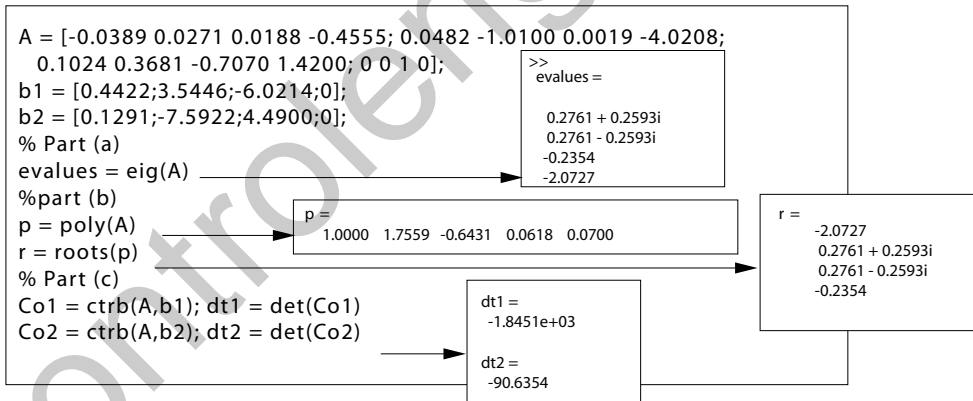 A = [-0.0389 0.0271 0.0188 -0.4555; 0.0482 -1.0100 0.0019 -4.0208;
0.1024 0.3681 -0.7070 1.4200; 0 0 1 0];
b1 = [0.4422;3.5446;-6.0214;0];
b2 = [0.1291;-7.5922;4.4900;0];
% Part (a)
evalues = eig(A)
%part (b)
p = poly(A)
r = roots(p)
% Part (c)
Co1 = ctrb(A,b1); dt1 = det(Co1)
Co2 = ctrb(A,b2); dt2 = det(Co2)
>>
evalues =
0.2761 + 0.2593i
0.2761 - 0.2593i
-0.2354
-2.0727
p =
1.0000 1.7559 -0.6431 0.0618 0.0700
r =
-2.0727
0.2761 + 0.2593i
0.2761 - 0.2593i
-0.2354
dt1 =
-1.8451e+03
dt2 =
-90.6354